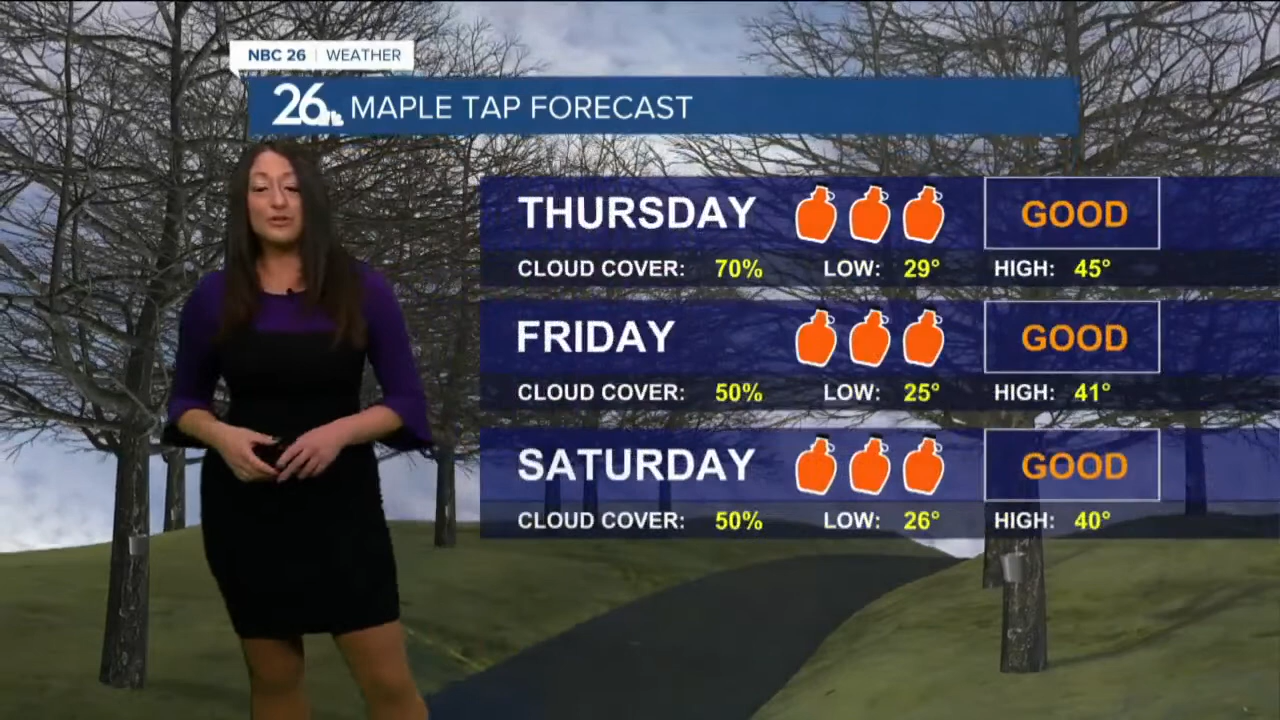 NBC 26 | WEATHER
26 MAPLE TAP FORECAST
THURSDAY GOOD
CLOUD COVER: 70% LOW: 29° HIGH: 45°
FRIDAY GOOD
CLOUD COVER: 50% LOW: 25° HIGH: 41°
SATURDAY GOOD
CLOUD COVER: 50% LOW: 26° HIGH: 40°